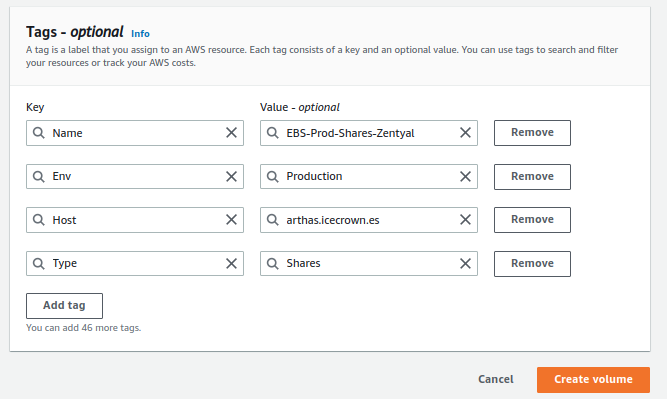 Tags - optional Info
A tag is a label that you assign to an AWS resource. Each tag consists of a key and an optional value. You can use tags to search and filter
your resources or track your AWS costs.
Key Value - optional
Name EBS-Prod-Shares-Zentyal Remove
Env Production Remove
Host arthas.icecrown.es Remove
Type Shares Remove
Add tag
You can add 46 more tags.
Cancel Create volume